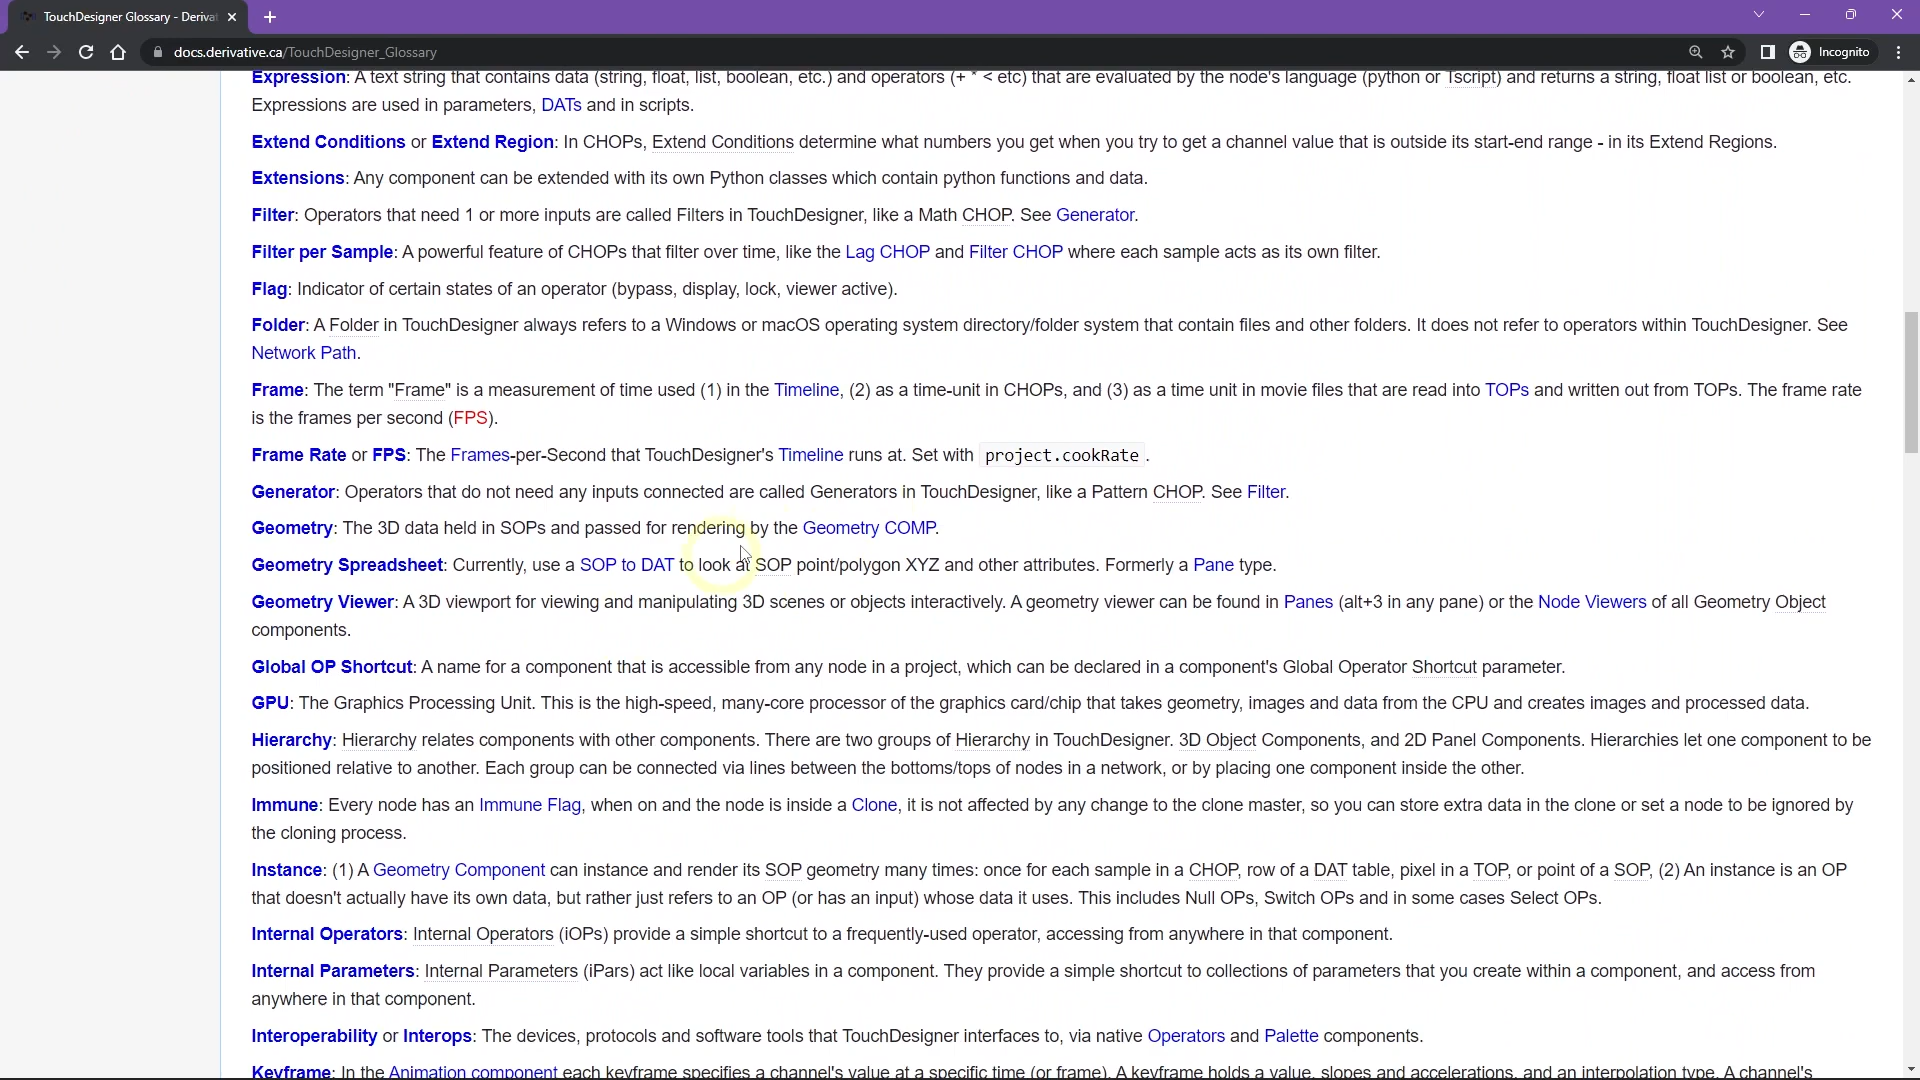 TouchDesigner Glossary - Deriva
docs.derivative.ca/TouchDesigner_Glossary
Incognito
Expression: A text string that contains data (string, float, list, boolean, etc.) and operators (+ * < etc) that are evaluated by the node's language (python or Tscript) and returns a string, float list or boolean, etc.
Expressions are used in parameters, DATs and in scripts.
Extend Conditions or Extend Region: In CHOPs, Extend Conditions determine what numbers you get when you try to get a channel value that is outside its start-end range - in its Extend Regions.
Extensions: Any component can be extended with its own Python classes which contain python functions and data.
Filter: Operators that need 1 or more inputs are called Filters in TouchDesigner, like a Math CHOP. See Generator.
Filter per Sample: A powerful feature of CHOPs that filter over time, like the Lag CHOP and Filter CHOP where each sample acts as its own filter.
Flag: Indicator of certain states of an operator (bypass, display, lock, viewer active).
Folder: A Folder in TouchDesigner always refers to a Windows or macOS operating system directory/folder system that contain files and other folders. It does not refer to operators within TouchDesigner. See
Network Path.
Frame: The term "Frame" is a measurement of time used (1) in the Timeline, (2) as a time-unit in CHOPs, and (3) as a time unit in movie files that are read into TOPs and written out from TOPs. The frame rate
is the frames per second (FPS).
Frame Rate or FPS: The Frames-per-Second that TouchDesigner's Timeline runs at. Set with project.cookRate .
Generator: Operators that do not need any inputs connected are called Generators in TouchDesigner, like a Pattern CHOP. See Filter.
Geometry: The 3D data held in SOPs and passed for rendering by the Geometry COMP.
Geometry Spreadsheet: Currently, use a SOP to DAT to look at SOP point/polygon XYZ and other attributes. Formerly a Pane type.
Geometry Viewer: A 3D viewport for viewing and manipulating 3D scenes or objects interactively. A geometry viewer can be found in Panes (alt+3 in any pane) or the Node Viewers of all Geometry Object
components.
Global OP Shortcut: A name for a component that is accessible from any node in a project, which can be declared in a component's Global Operator Shortcut parameter.
GPU: The Graphics Processing Unit. This is the high-speed, many-core processor of the graphics card/chip that takes geometry, images and data from the CPU and creates images and processed data.
Hierarchy: Hierarchy relates components with other components. There are two groups of Hierarchy in TouchDesigner. 3D Object Components, and 2D Panel Components. Hierarchies let one component to be
positioned relative to another. Each group can be connected via lines between the bottoms/tops of nodes in a network, or by placing one component inside the other.
Immune: Every node has an Immune Flag, when on and the node is inside a Clone, it is not affected by any change to the clone master, so you can store extra data in the clone or set a node to be ignored by
the cloning process.
Instance: (1) A Geometry Component can instance and render its SOP geometry many times: once for each sample in a CHOP, row of a DAT table, pixel in a TOP, or point of a SOP, (2) An instance is an OP
that doesn't actually have its own data, but rather just refers to an OP (or has an input) whose data it uses. This includes Null OPs, Switch OPs and in some cases Select OPs.
Internal Operators: Internal Operators (iOPs) provide a simple shortcut to a frequently-used operator, accessing from anywhere in that component.
Internal Parameters: Internal Parameters (iPars) act like local variables in a component. They provide a simple shortcut to collections of parameters that you create within a component, and access from
anywhere in that component.
Interoperability or Interops: The devices, protocols and software tools that TouchDesigner interfaces to, via native Operators and Palette components.
Keyframe: In the Animation component each keyframe specifies a channel's value at a specific time (or frame). A keyframe holds a value, slopes and accelerations, and an interpolation type. A channel's